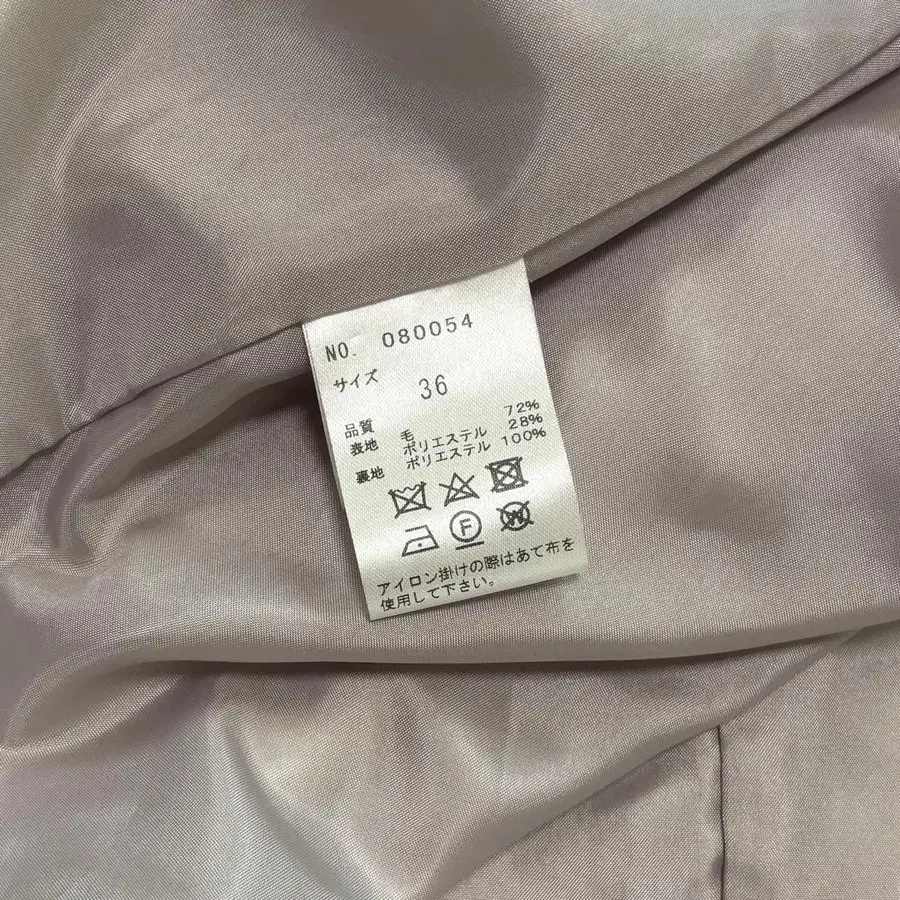 NO. 080054
サイズ 36
品質
表地 毛 72%
ポリエステル 28%
裏地 ポリエステル 100%
F W
アイロン掛けの際はあて布を
使用して下さい。